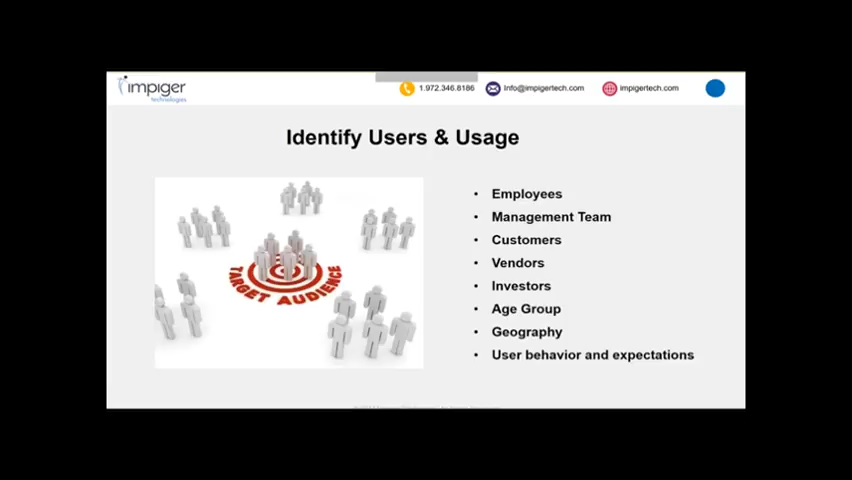 impiger
technologies
1.972.346.8186
Info@impigertech.com
impigertech.com
Identify Users & Usage
TARGET AUDIENCE
• Employees
• Management Team
• Customers
• Vendors
• Investors
• Age Group
• Geography
• User behavior and expectations